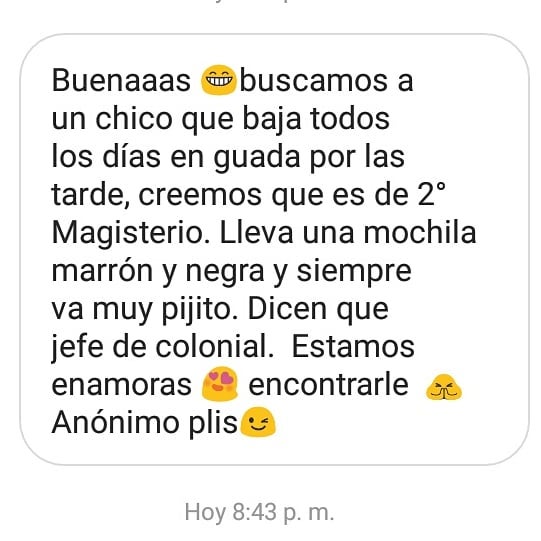 Buenaaas 😁buscamos a
un chico que baja todos
los días en guada por las
tarde, creemos que es de 2°
Magisterio. Lleva una mochila
marrón y negra y siempre
va muy pijito. Dicen que
jefe de colonial.  Estamos
enamoras 😍 encontrarle 🙏
Anónimo plis😉
Hoy 8:43 p. m.